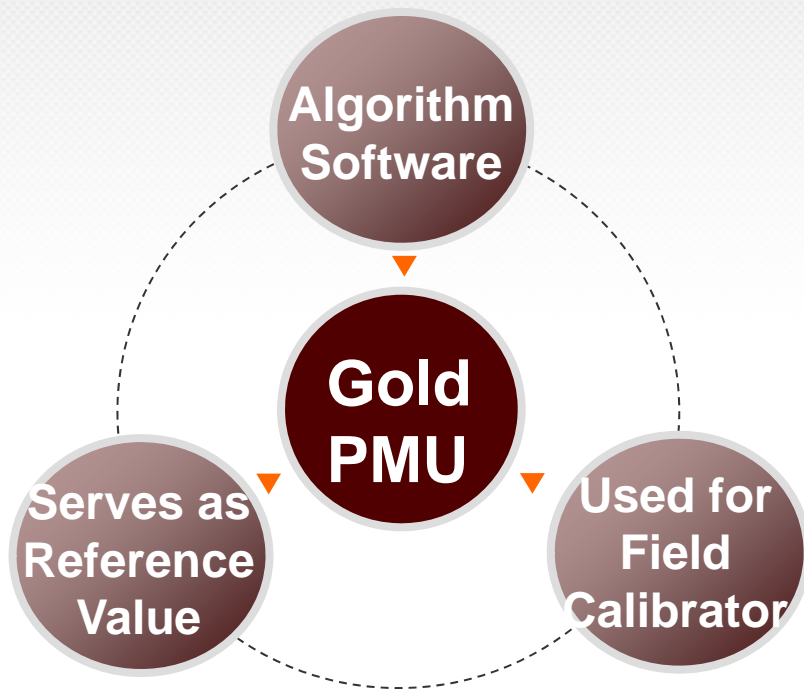 Algorithm
Software
Gold
PMU
Serves as
Reference
Value
Used for
Field
Calibrator